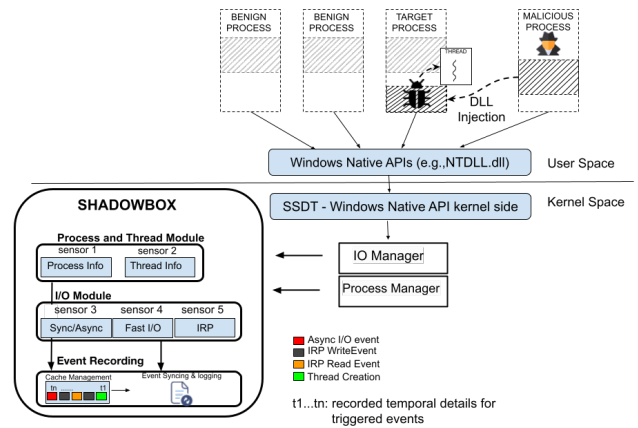 BENIGN
PROCESS
BENIGN
PROCESS
TARGET
PROCESS
MALICIOUS
PROCESS
THREAD
DLL
Injection
Windows Native APIs (e.g.,NTDLL.dll)
User Space
SSDT - Windows Native API kernel side
Kernel Space
SHADOWBOX
Process and Thread Module
sensor 1
sensor 2
Process Info
Thread Info
IO Manager
Process Manager
I/O Module
sensor 3
sensor 4
sensor 5
Sync/Async
Fast I/O
IRP
Event Recording
Cache Management
Event Syncing & logging
tn ...... t1
Async I/O event
IRP WriteEvent
IRP Read Event
Thread Creation
t1...tn: recorded temporal details for
triggered events